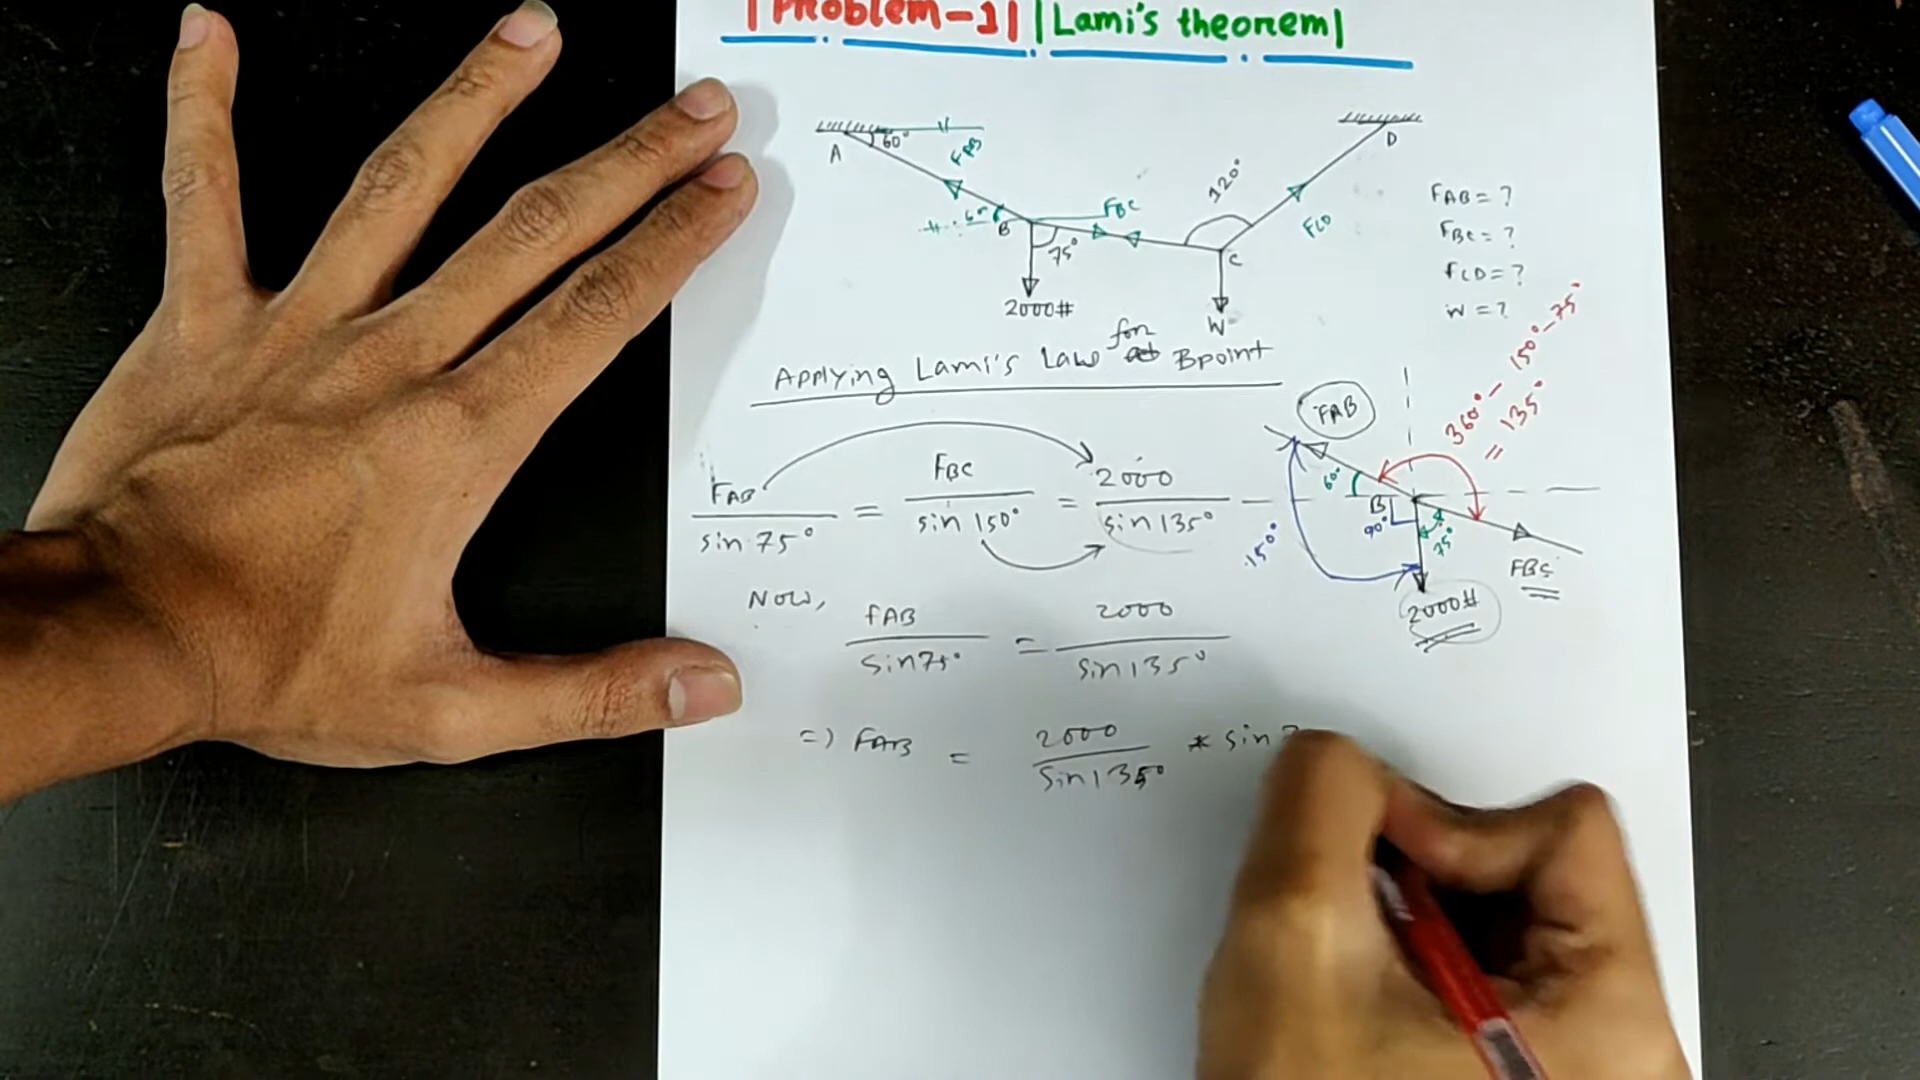 |Problem-1| |Lami's theorem|
A
60°
FAB
60°
B
75°
2000#
FBC
120°
C
W
FCD
D
FAB = ?
FBC = ?
FCD = ?
W = ?
Applying Lami's Law for Bpoint
FAB / sin 75° = FBC / sin 150° = 2000 / sin 135°
FAB
60°
B
90°
75°
150°
FBC
2000#
360° - 150° - 75°
= 135°
Now,
FAB / sin75° = 2000 / sin135°
=) FAB = 2000 / sin135° * sin 7